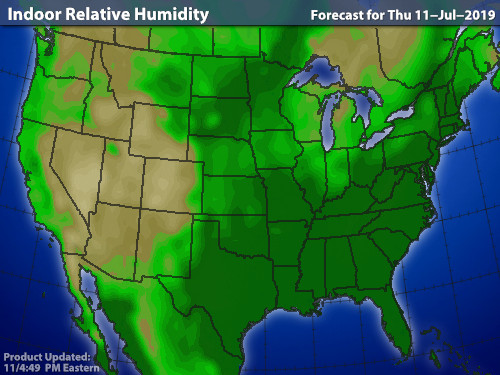 Indoor Relative Humidity
Forecast for Thu 11-Jul-2019
Product Updated:
11/4:49 PM Eastern